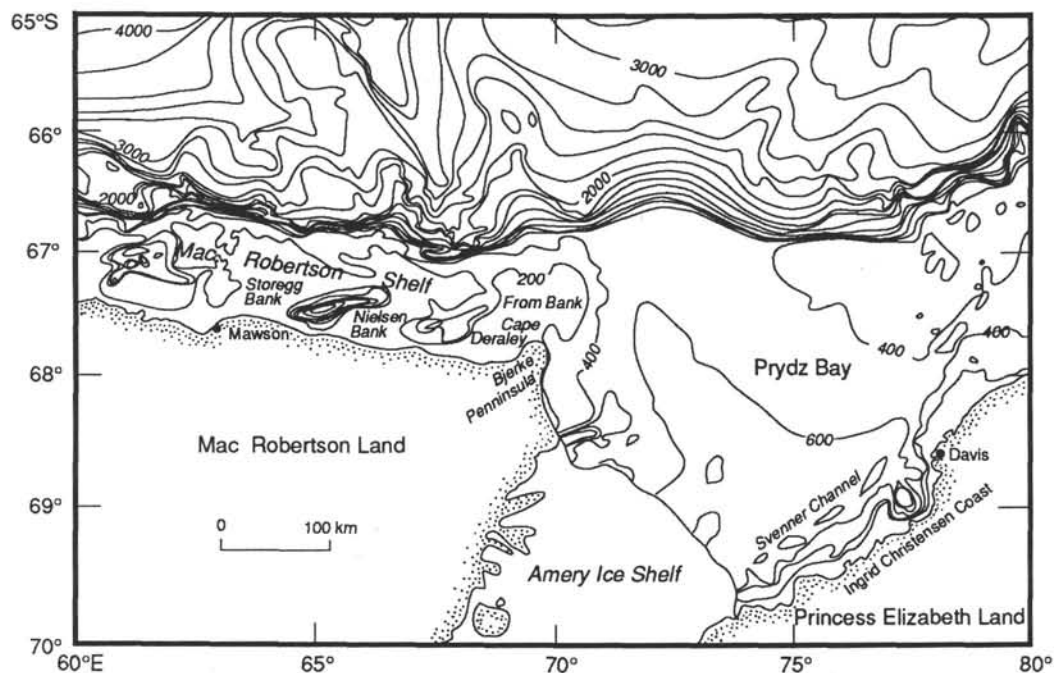 65°S
4000
3000
66°
3000
2000
2000
67°
Mac Robertson Shelf
200
Storegg
Bank
From Bank
Nielsen
Bank
Cape
Deraley
Mawson
400
400
400
Prydz Bay
68°
Bjerke
Penninsula
Mac Robertson Land
600
Davis
69°
0 100 km
Svenner Channel
Ingrid Christensen Coast
Amery Ice Shelf
Princess Elizabeth Land
70°
60°E 65° 70° 75° 80°